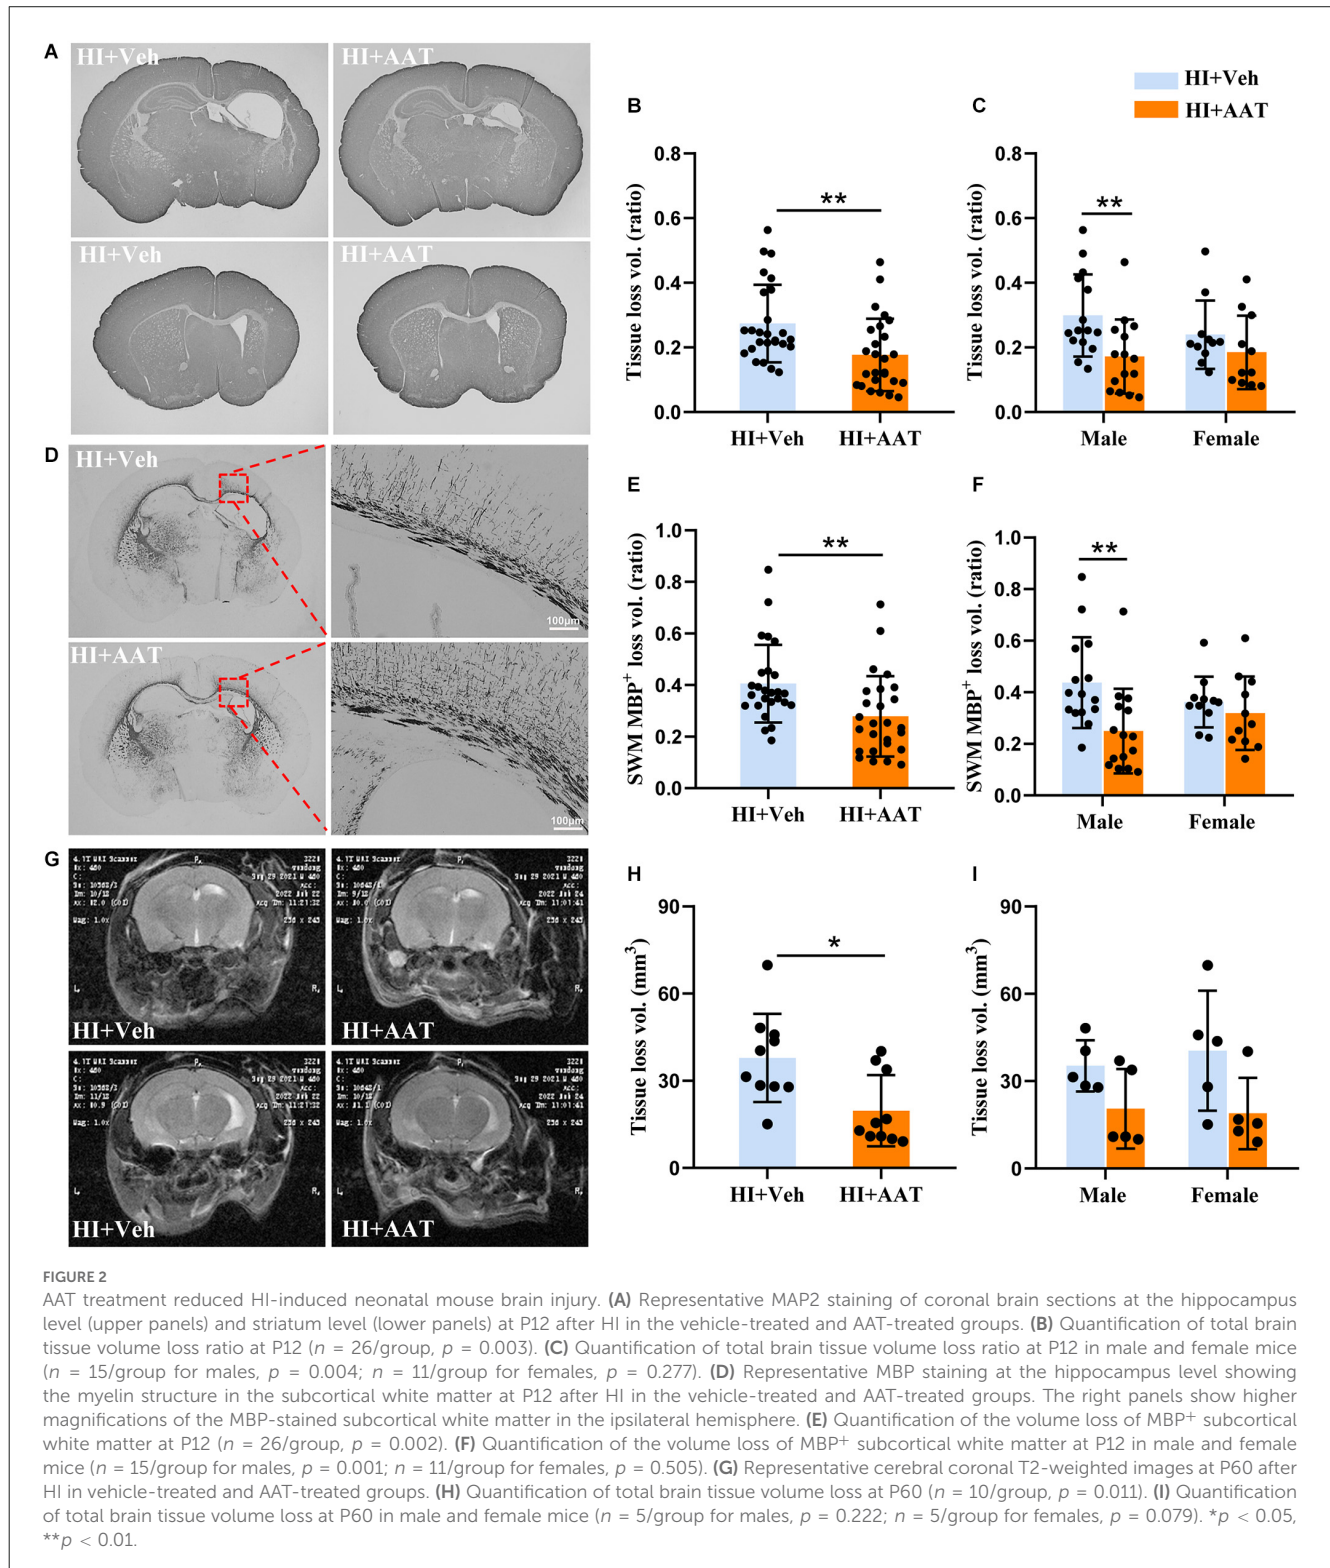 A
HI+Veh
HI+AAT
HI+Veh
HI+AAT
HI+Veh
HI+AAT
B
Tissue loss vol. (ratio)
0.8
0.6
0.4
0.2
0.0
**
HI+Veh
HI+AAT
C
Tissue loss vol. (ratio)
0.8
0.6
0.4
0.2
0.0
**
Male
Female
D
HI+Veh
100μm
HI+AAT
100μm
E
SWM MBP+ loss vol. (ratio)
1.0
0.8
0.6
0.4
0.2
0.0
**
HI+Veh
HI+AAT
F
SWM MBP+ loss vol. (ratio)
1.0
0.8
0.6
0.4
0.2
0.0
**
Male
Female
G
HI+Veh
HI+AAT
HI+Veh
HI+AAT
H
Tissue loss vol. (mm3)
90
60
30
0
*
HI+Veh
HI+AAT
I
Tissue loss vol. (mm3)
90
60
30
0
Male
Female
FIGURE 2
AAT treatment reduced HI-induced neonatal mouse brain injury. (A) Representative MAP2 staining of coronal brain sections at the hippocampus
level (upper panels) and striatum level (lower panels) at P12 after HI in the vehicle-treated and AAT-treated groups. (B) Quantification of total brain
tissue volume loss ratio at P12 (n = 26/group, p = 0.003). (C) Quantification of total brain tissue volume loss ratio at P12 in male and female mice
(n = 15/group for males, p = 0.004; n = 11/group for females, p = 0.277). (D) Representative MBP staining at the hippocampus level showing
the myelin structure in the subcortical white matter at P12 after HI in the vehicle-treated and AAT-treated groups. The right panels show higher
magnifications of the MBP-stained subcortical white matter in the ipsilateral hemisphere. (E) Quantification of the volume loss of MBP+ subcortical
white matter at P12 (n = 26/group, p = 0.002). (F) Quantification of the volume loss of MBP+ subcortical white matter at P12 in male and female
mice (n = 15/group for males, p = 0.001; n = 11/group for females, p = 0.505). (G) Representative cerebral coronal T2-weighted images at P60 after
HI in vehicle-treated and AAT-treated groups. (H) Quantification of total brain tissue volume loss at P60 (n = 10/group, p = 0.011). (I) Quantification
of total brain tissue volume loss at P60 in male and female mice (n = 5/group for males, p = 0.222; n = 5/group for females, p = 0.079). *p < 0.05,
**p < 0.01.